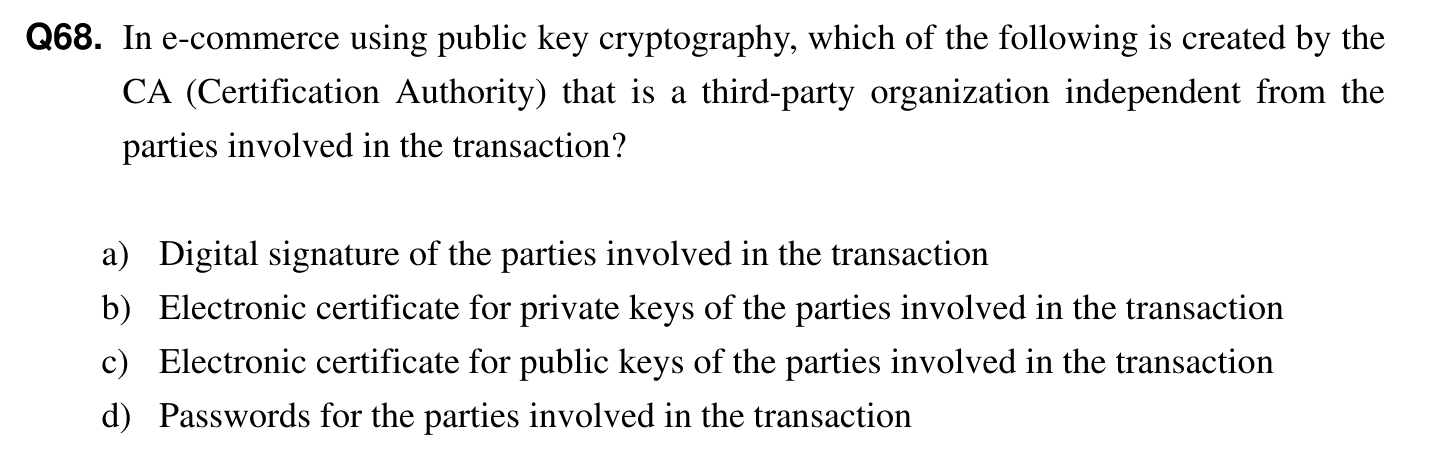 Q68. In e-commerce using public key cryptography, which of the following is created by the
CA (Certification Authority) that is a third-party organization independent from the
parties involved in the transaction?
a) Digital signature of the parties involved in the transaction
b) Electronic certificate for private keys of the parties involved in the transaction
c) Electronic certificate for public keys of the parties involved in the transaction
d) Passwords for the parties involved in the transaction